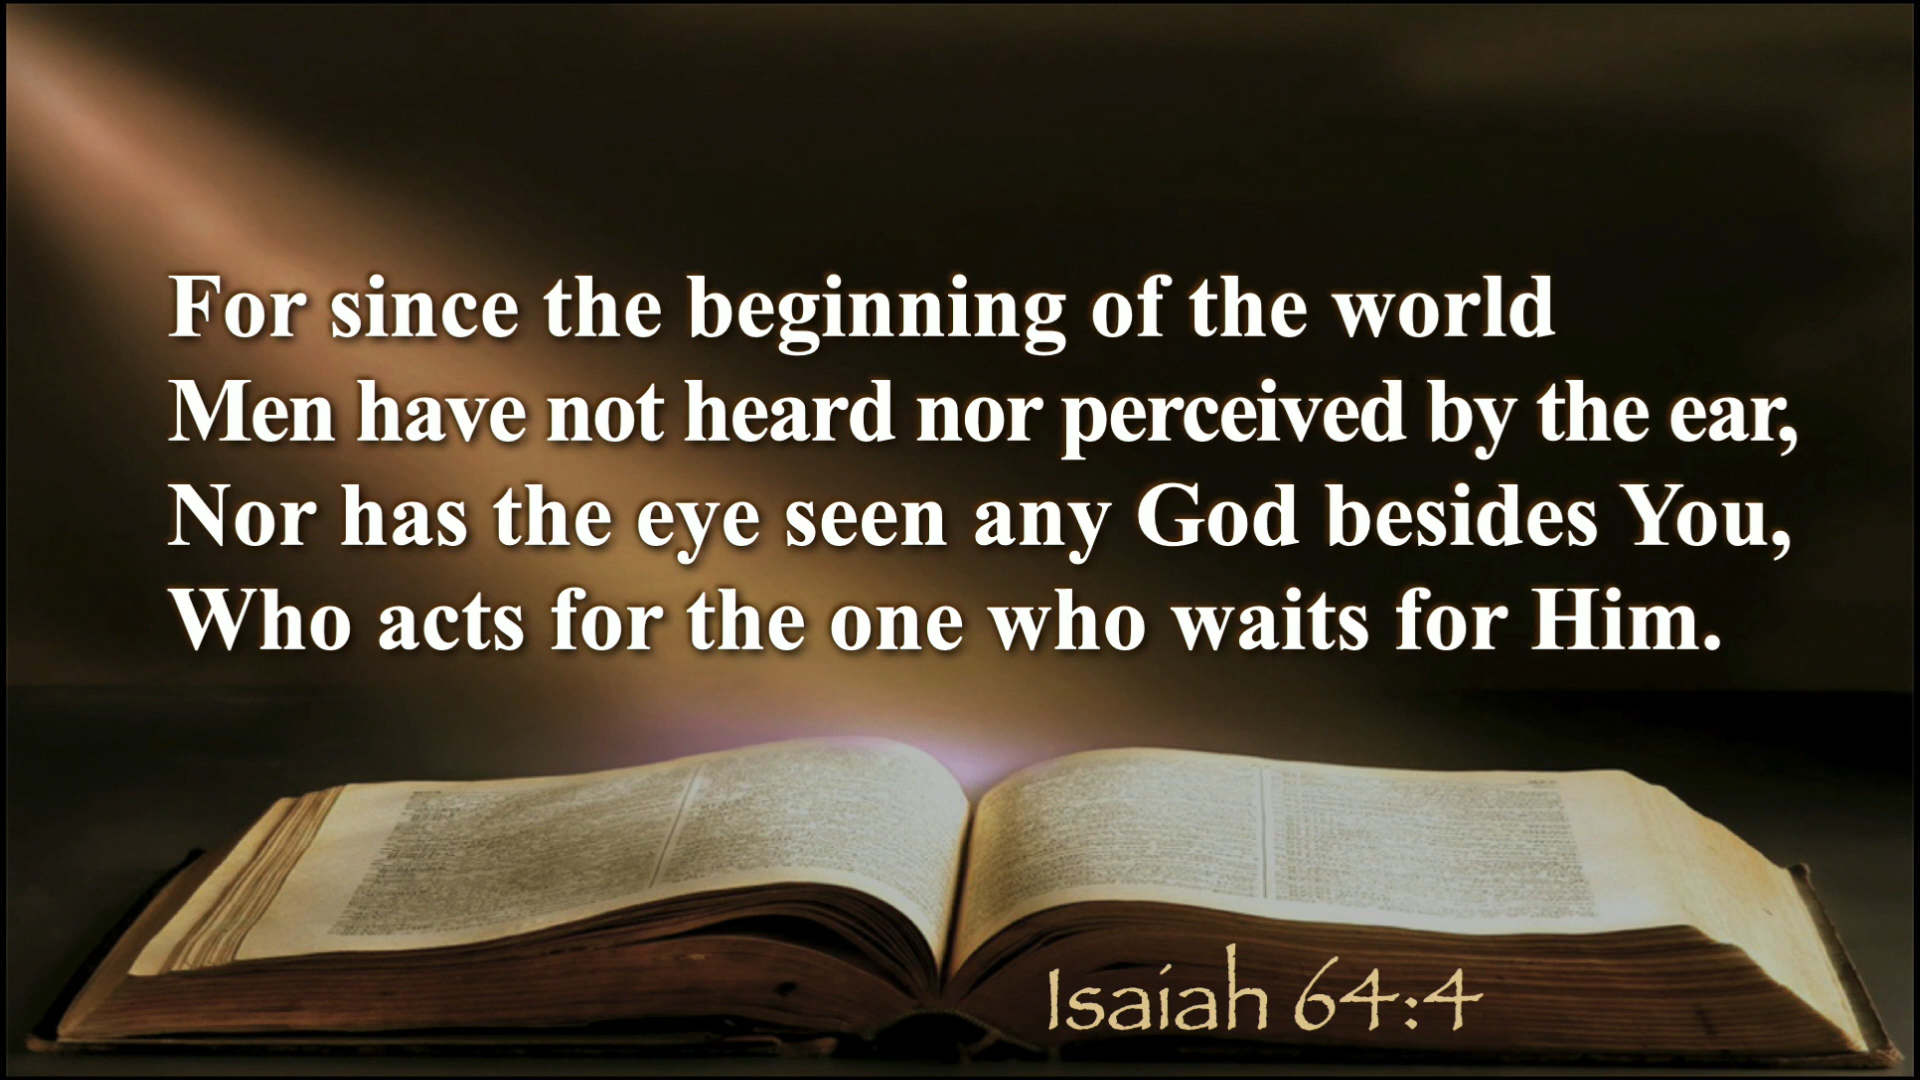 For since the beginning of the world
Men have not heard nor perceived by the ear,
Nor has the eye seen any God besides You,
Who acts for the one who waits for Him.
Isaiah 64:4